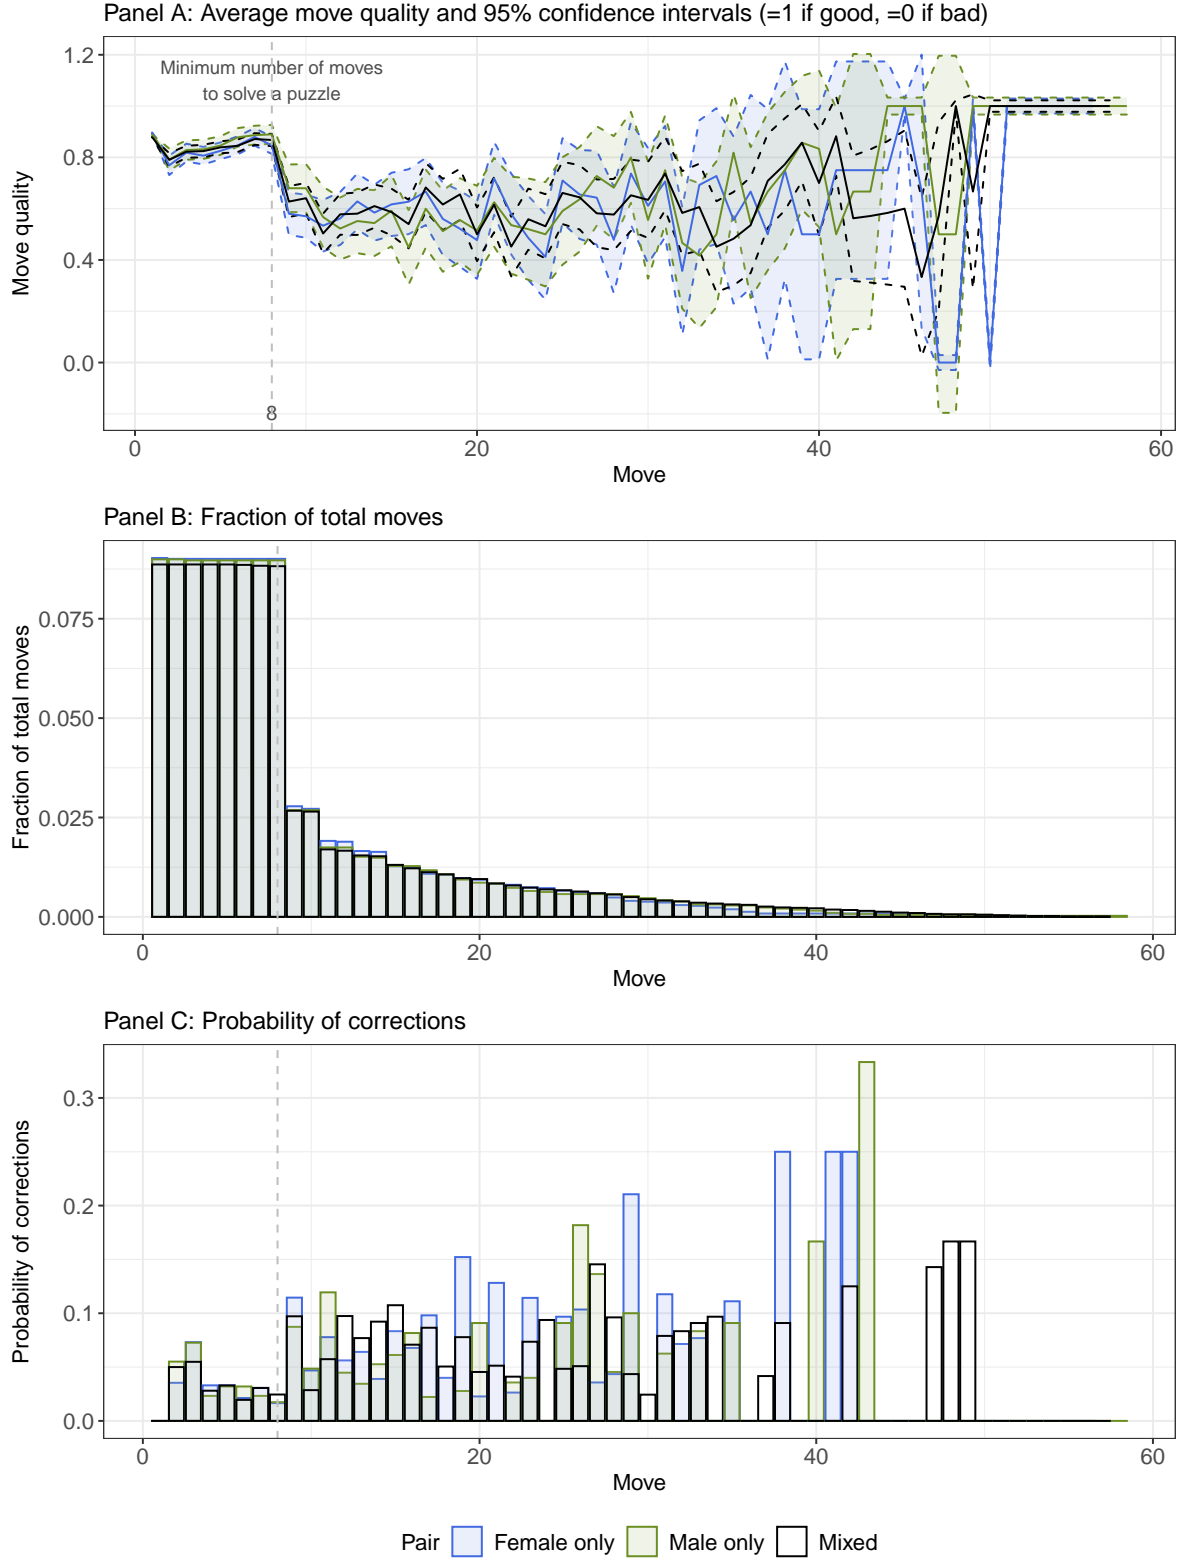 Panel A: Average move quality and 95% confidence intervals (=1 if good, =0 if bad)
Move quality
1.2
0.8
0.4
0.0
Minimum number of moves
to solve a puzzle
8
0 20 40 60
Move
Panel B: Fraction of total moves
Fraction of total moves
0.075
0.050
0.025
0.000
0 20 40 60
Move
Panel C: Probability of corrections
Probability of corrections
0.3
0.2
0.1
0.0
0 20 40 60
Move
Pair Female only Male only Mixed